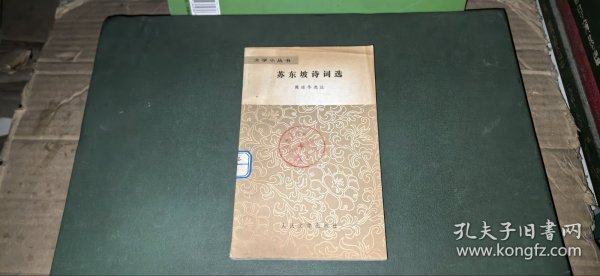 文学小丛书
苏东坡诗词选
陈迩冬选注
人民文学出版社
孔夫子旧书网
www.kongfz.com